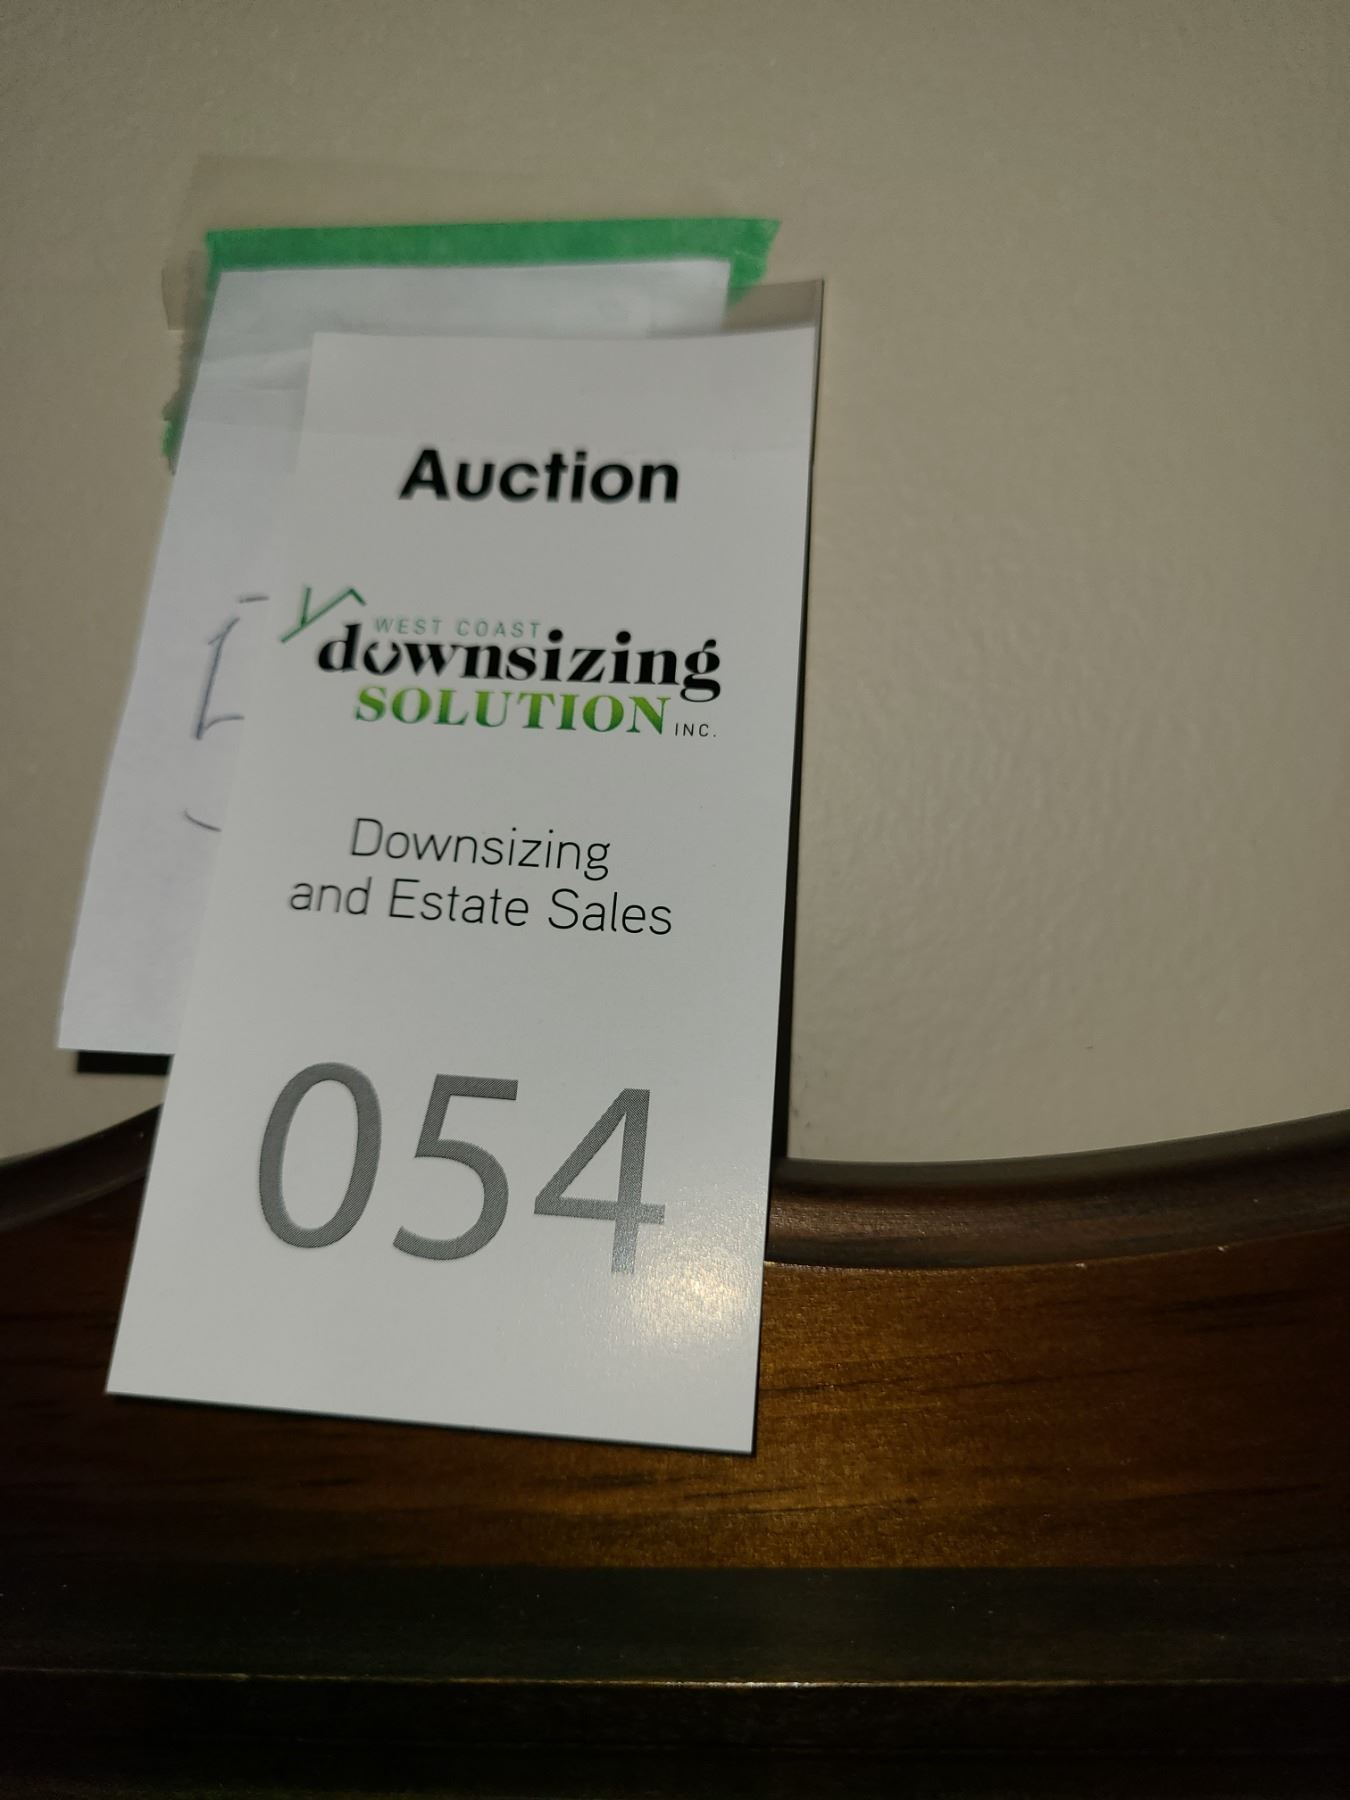 Auction
WEST COAST
downsizing
SOLUTION INC.
Downsizing
and Estate Sales
054